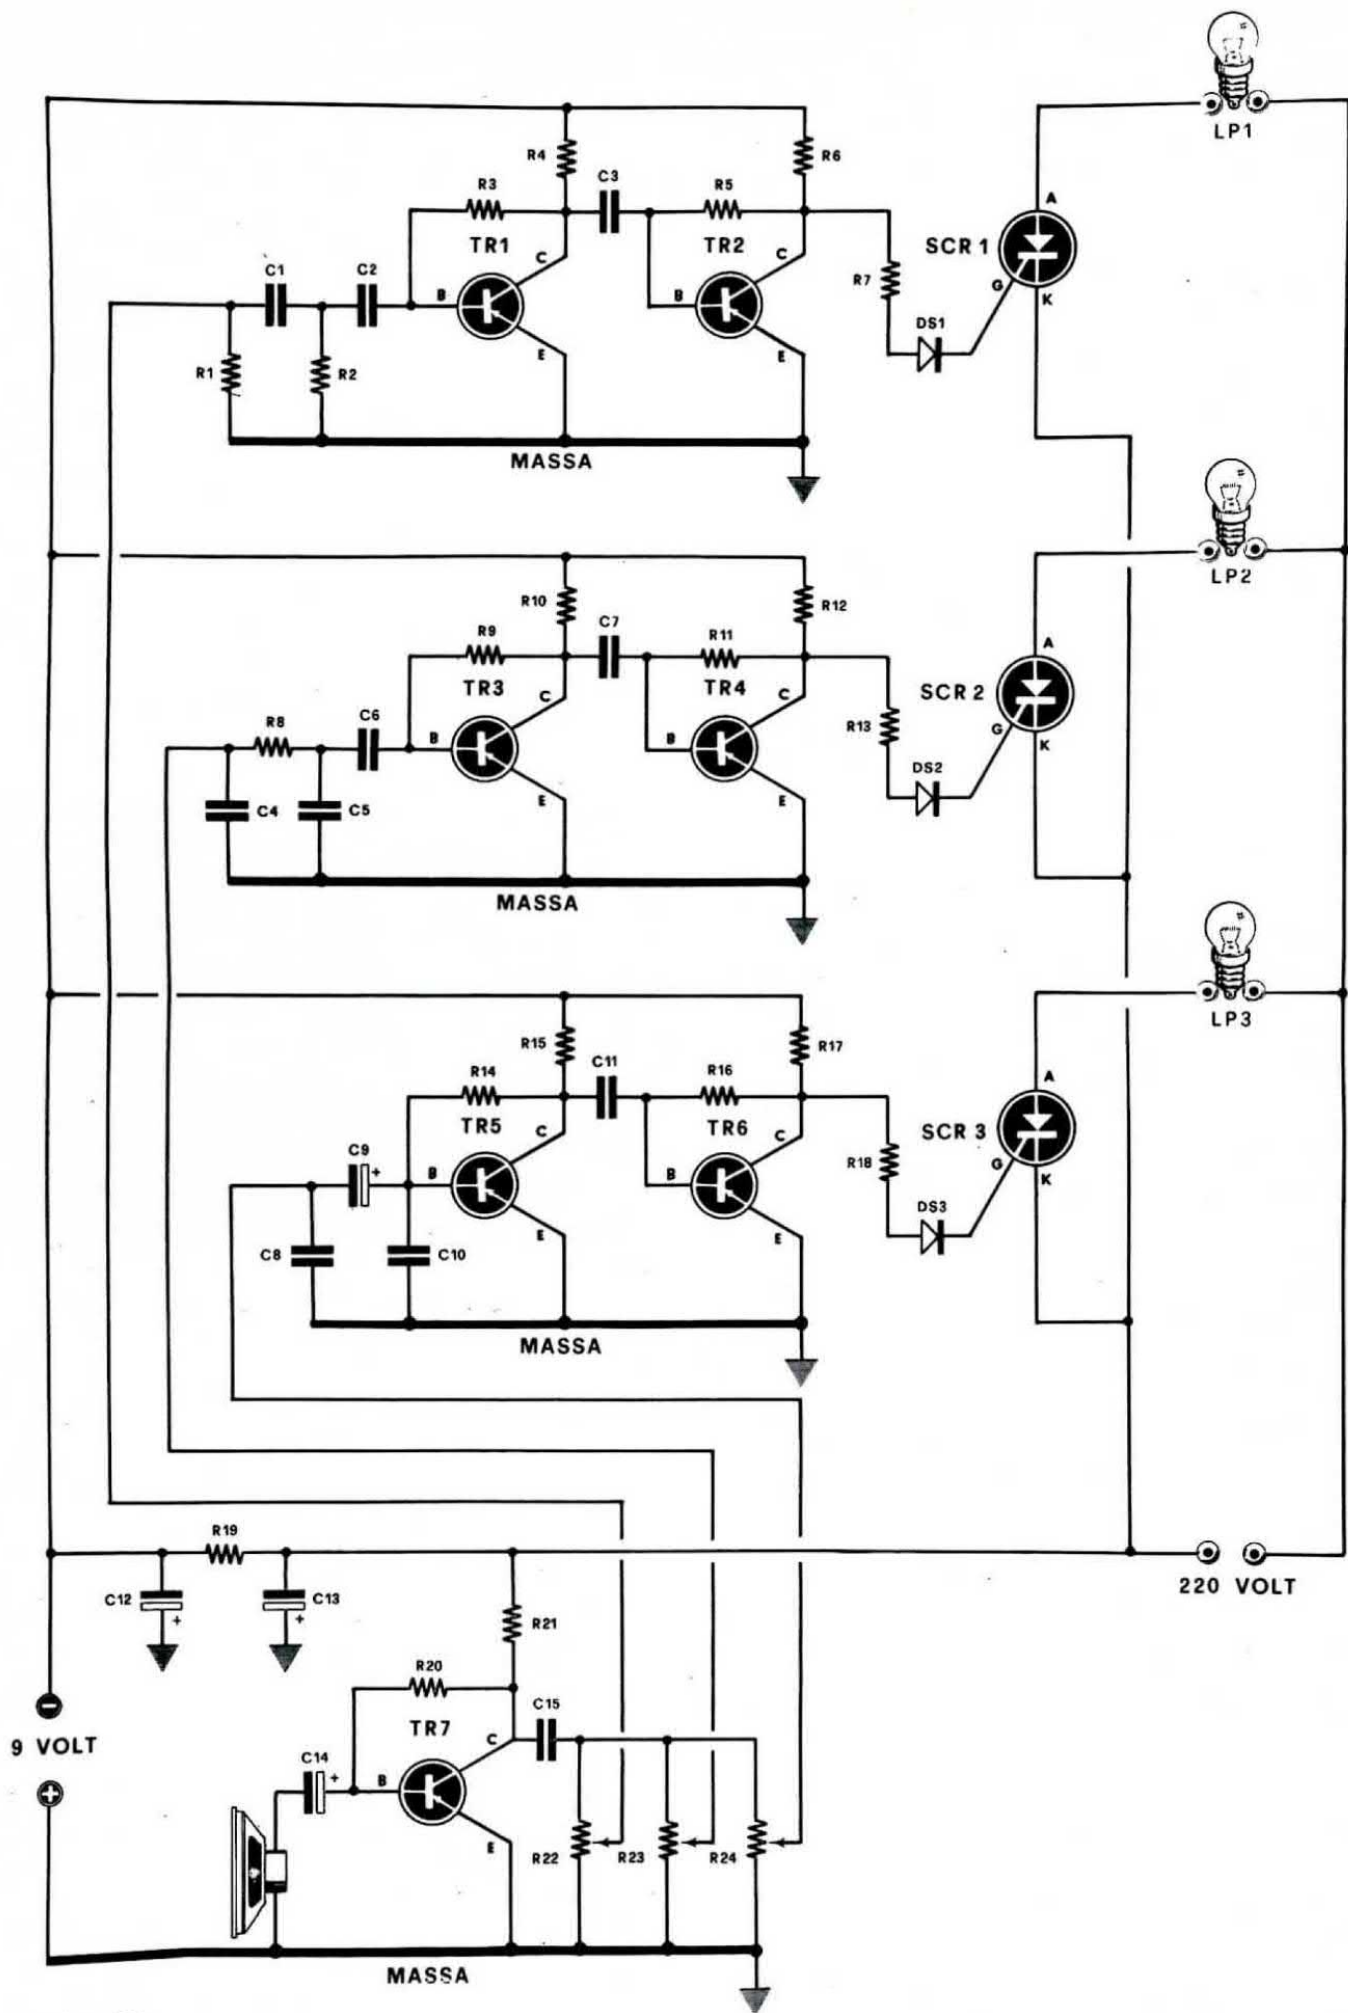 LP1
R4
R6
R3
C3
R5
A
TR1
TR2
SCR 1
C
C
C1
C2
R7
G
B
B
K
DS1
E
E
R1
R2
MASSA
LP2
R10
R12
R9
C7
R11
A
TR3
TR4
SCR 2
C
C
R8
C6
R13
B
B
G
K
DS2
E
E
C4
C5
MASSA
LP3
R15
R17
R14
C11
R16
A
TR5
TR6
SCR 3
C
C
C9
+
R18
B
B
G
K
DS3
E
E
C8
C10
MASSA
R19
220 VOLT
C12
+
C13
+
R21
R20
-
9 VOLT
+
TR7
C15
C
C14
+
B
E
R22
R23
R24
MASSA